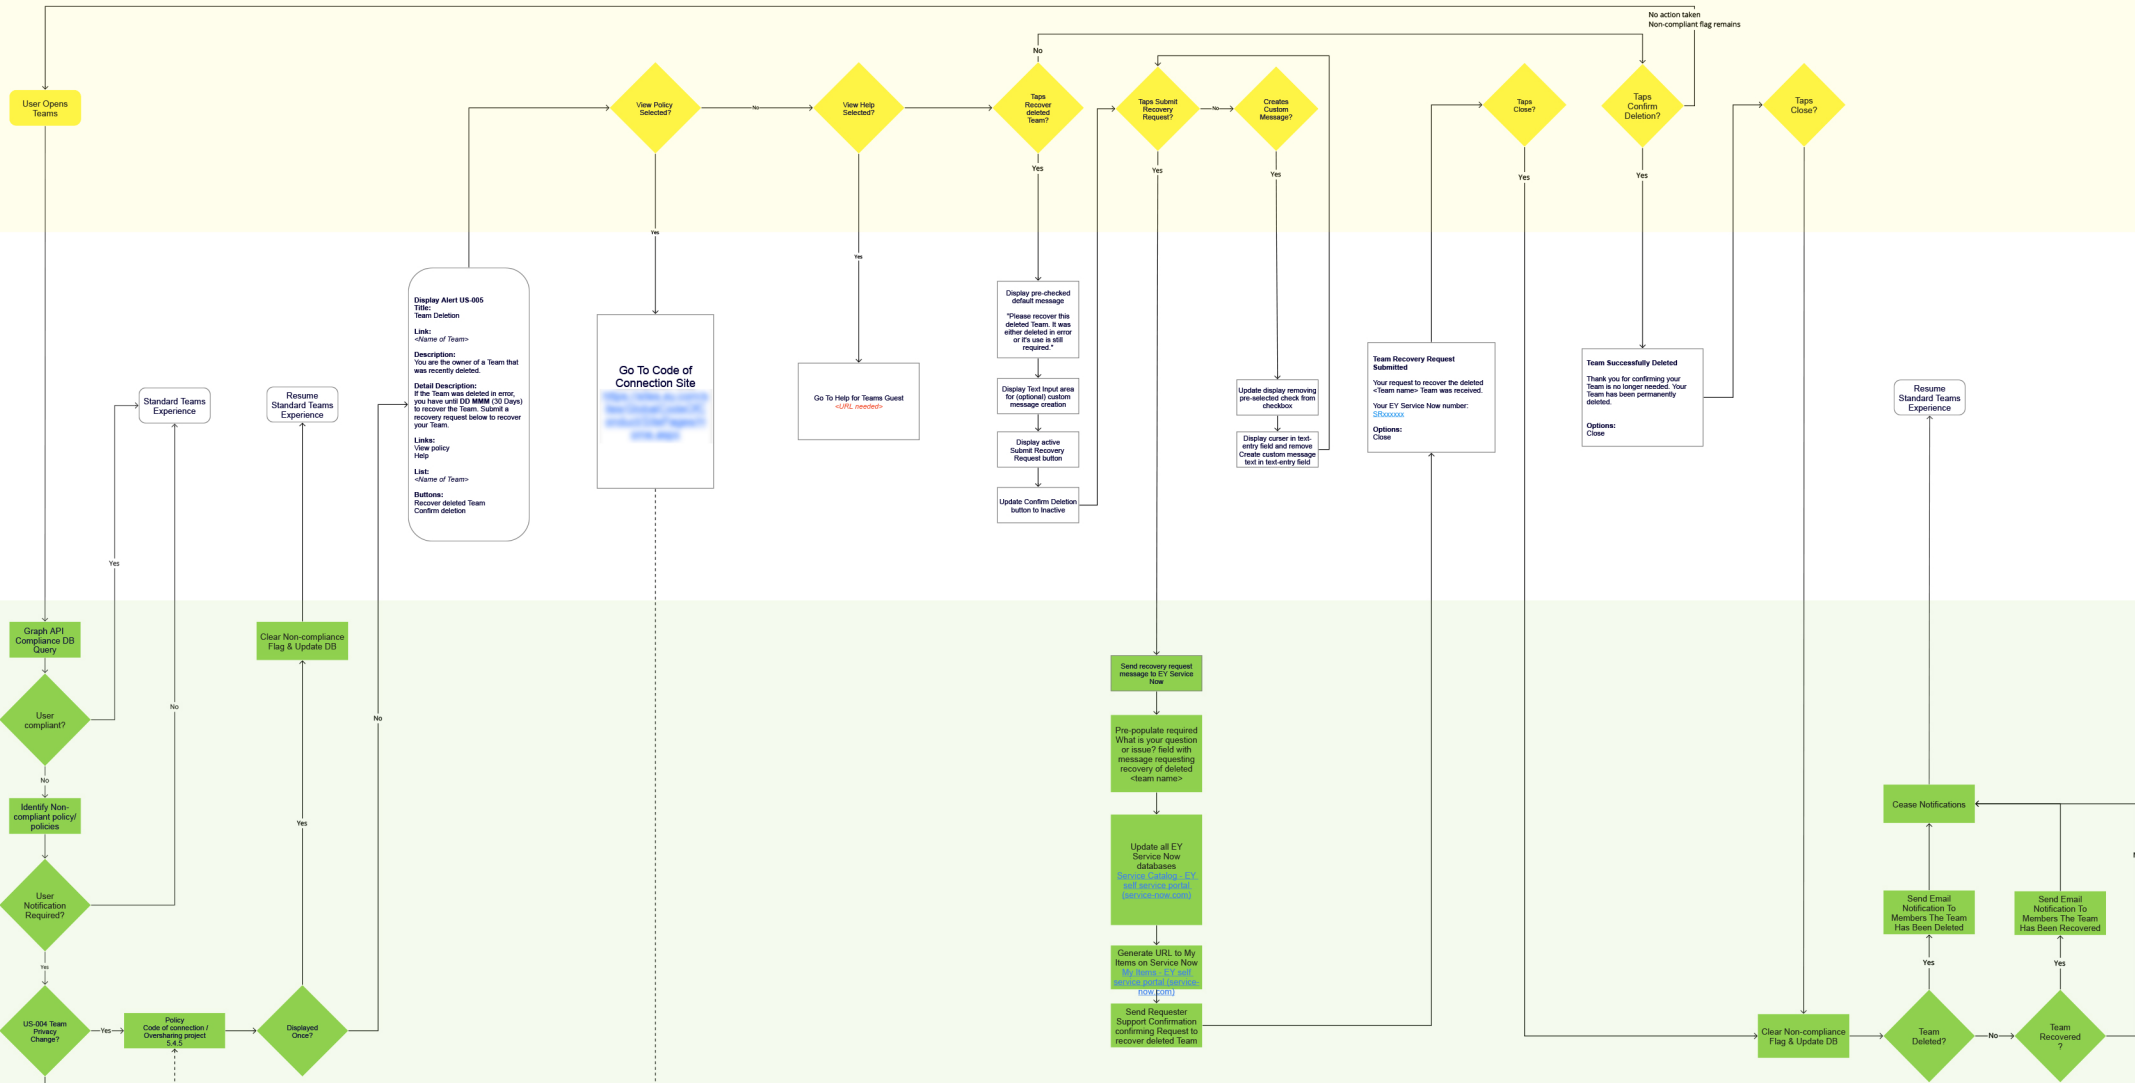 No action taken
Non-compliant flag remains
No
User Opens
Teams
View Policy
Selected?
No
View Help
Selected?
Taps
Recover
deleted
Team?
Taps Submit
Recovery
Request?
No
Creates
Custom
Message?
Taps
Close?
Taps
Confirm
Deletion?
Taps
Close?
Yes
Yes
Yes
Yes
Yes
Yes
Yes
Display Alert US-005
Title:
Team Deletion
Link:
<Name of Team>
Description:
You are the owner of a Team that
was recently deleted.
Detail Description:
If the Team was deleted in error,
you have until DD MMM (30 Days)
to recover the Team. Submit a
recovery request below to recover
your Team.
Links:
View policy
Help
List:
<Name of Team>
Buttons:
Recover deleted Team
Confirm deletion
Go To Code of
Connection Site
Go To Help for Teams Guest
<URL needed>
Display pre-checked
default message
"Please recover this
deleted Team. It was
either deleted in error
or it's use is still
required."
Display Text Input area
for (optional) custom
message creation
Display active
Submit Recovery
Request button
Update Confirm Deletion
button to Inactive
Update display removing
pre-selected check from
checkbox
Display curser in text-
entry field and remove
Create custom message
text in text-entry field
Team Recovery Request
Submitted
Your request to recover the deleted
<Team name> Team was received.
Your EY Service Now number:
SRxxxxxx
Options:
Close
Team Successfully Deleted
Thank you for confirming your
Team is no longer needed. Your
Team has been permanently
deleted.
Options:
Close
Standard Teams
Experience
Resume
Standard Teams
Experience
Resume
Standard Teams
Experience
Yes
No
No
Yes
Graph API
Compliance DB
Query
Clear Non-compliance
Flag & Update DB
User
compliant?
No
Identify Non-
compliant policy/
policies
User
Notification
Required?
Yes
US-004 Team
Privacy
Change?
Yes
Policy
Code of connection /
Oversharing project
5.4.5
Displayed
Once?
Send recovery request
message to EY Service
Now
Pre-populate required
What is your question
or issue? field with
message requesting
recovery of deleted
<team name>
Update all EY
Service Now
databases
Service Catalog - EY
self service portal
(service-now.com)
Generate URL to My
Items on Service Now
My Items - EY self
service portal (service-
now.com)
Send Requester
Support Confirmation
confirming Request to
recover deleted Team
Cease Notifications
Send Email
Notification To
Members The Team
Has Been Deleted
Send Email
Notification To
Members The Team
Has Been Recovered
Yes
Yes
Clear Non-compliance
Flag & Update DB
Team
Deleted?
No
Team
Recovered
?